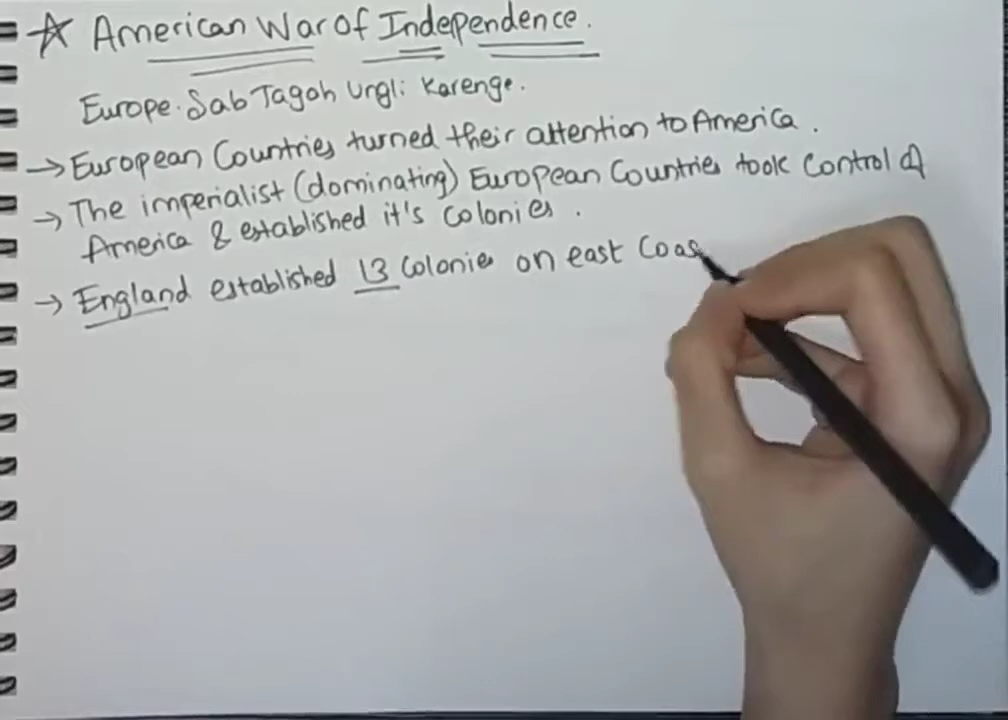 ☆ American War of Independence.
Europe. Sab Jagah Ungli Karenge.
→ European Countries turned their attention to America.
→ The imperialist (dominating) European Countries took control of
America & established it's colonies.
→ England established 13 Colonies on east Coas